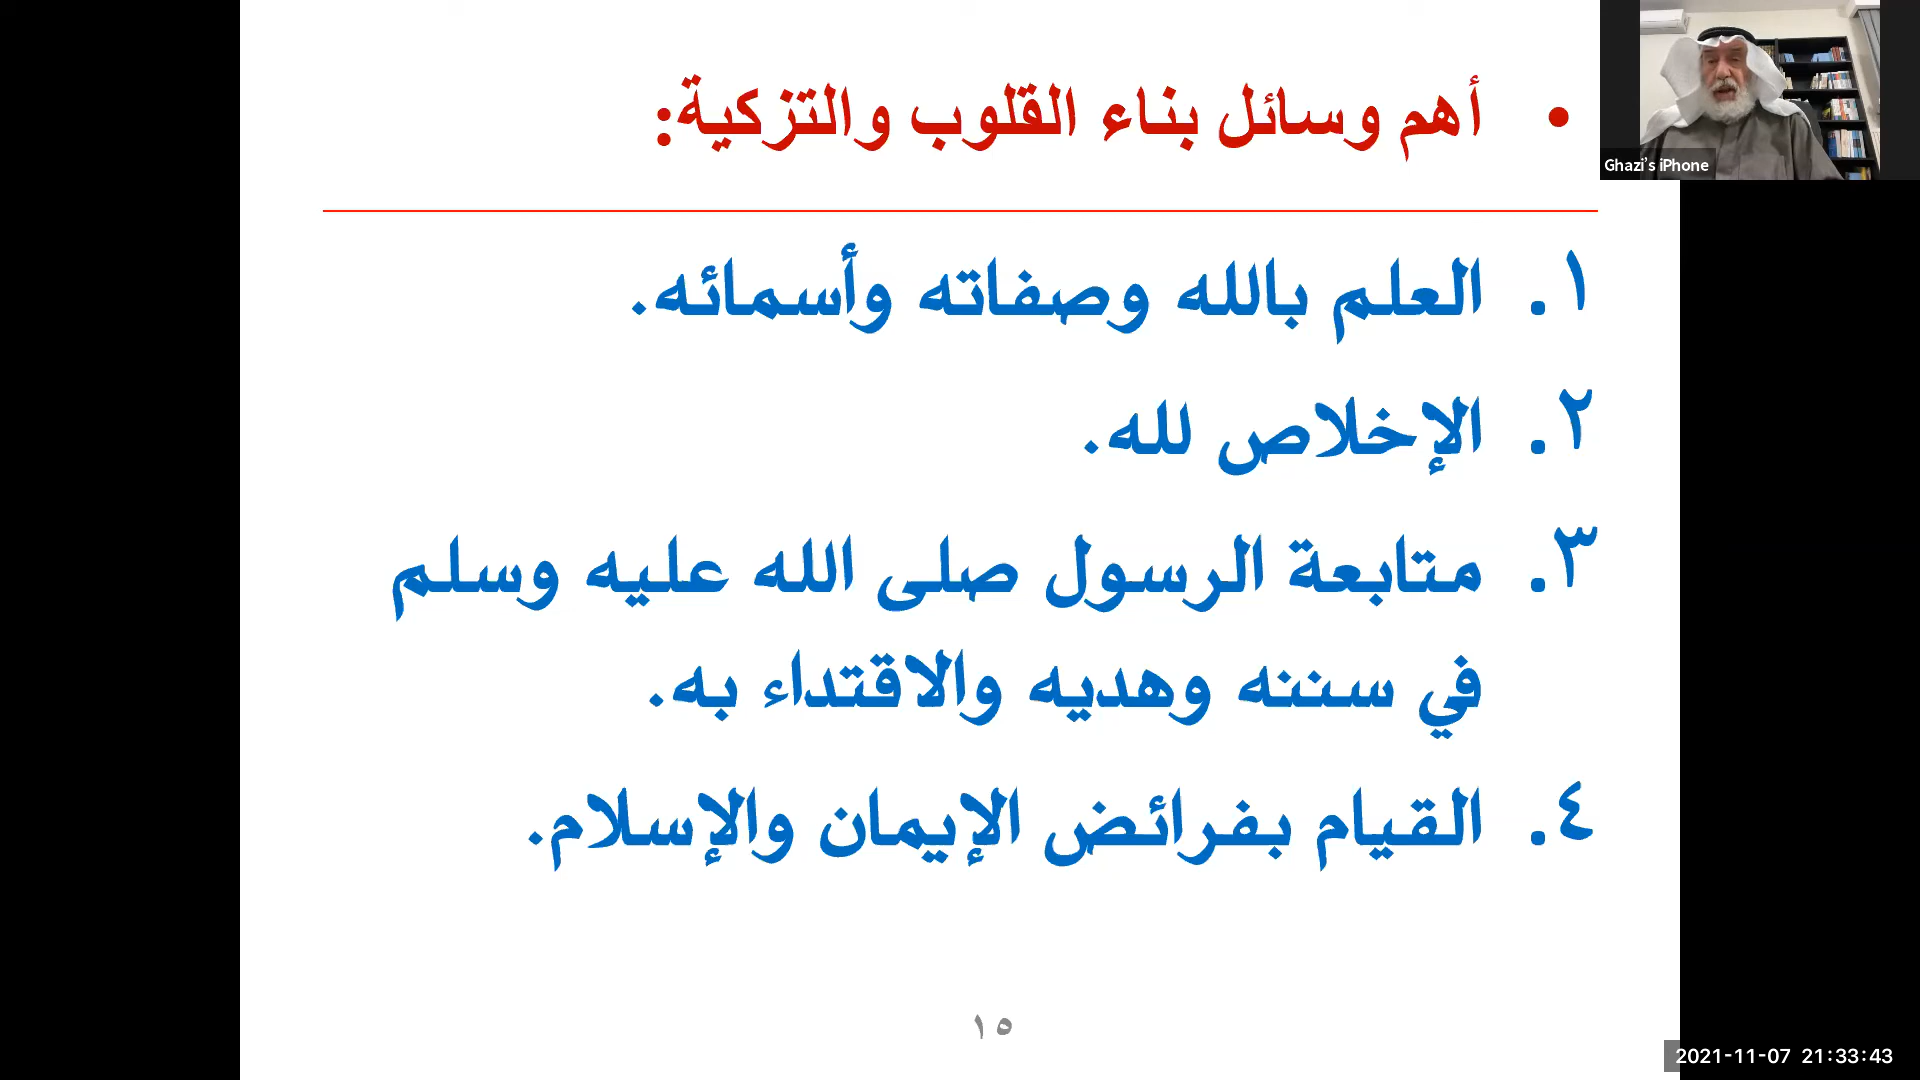 • أهم وسائل بناء القلوب والتزكية:
١. العلم بالله وصفاته وأسمائه.
٢. الإخلاص لله.
٣. متابعة الرسول صلى الله عليه وسلم
في سننه وهديه والاقتداء به.
٤. القيام بفرائض الإيمان والإسلام.
١٥
Ghazi’s iPhone
2021-11-07 21:33:43